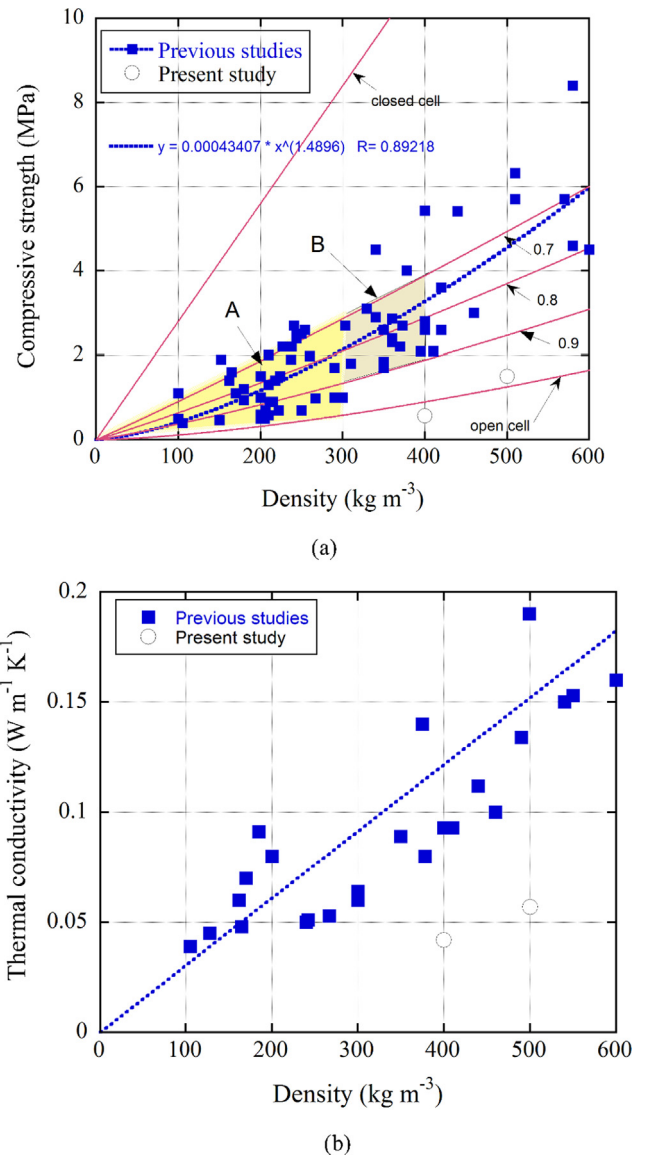 10
8
6
4
2
0
Compressive strength (MPa)
Previous studies
Present study
closed cell
y = 0.00043407 * x^(1.4896) R= 0.89218
B
A
0.7
0.8
0.9
open cell
0 100 200 300 400 500 600
Density (kg m-3)
(a)
0.2
0.15
0.1
0.05
0
Thermal conductivity (W m-1 K-1)
Previous studies
Present study
0 100 200 300 400 500 600
Density (kg m-3)
(b)